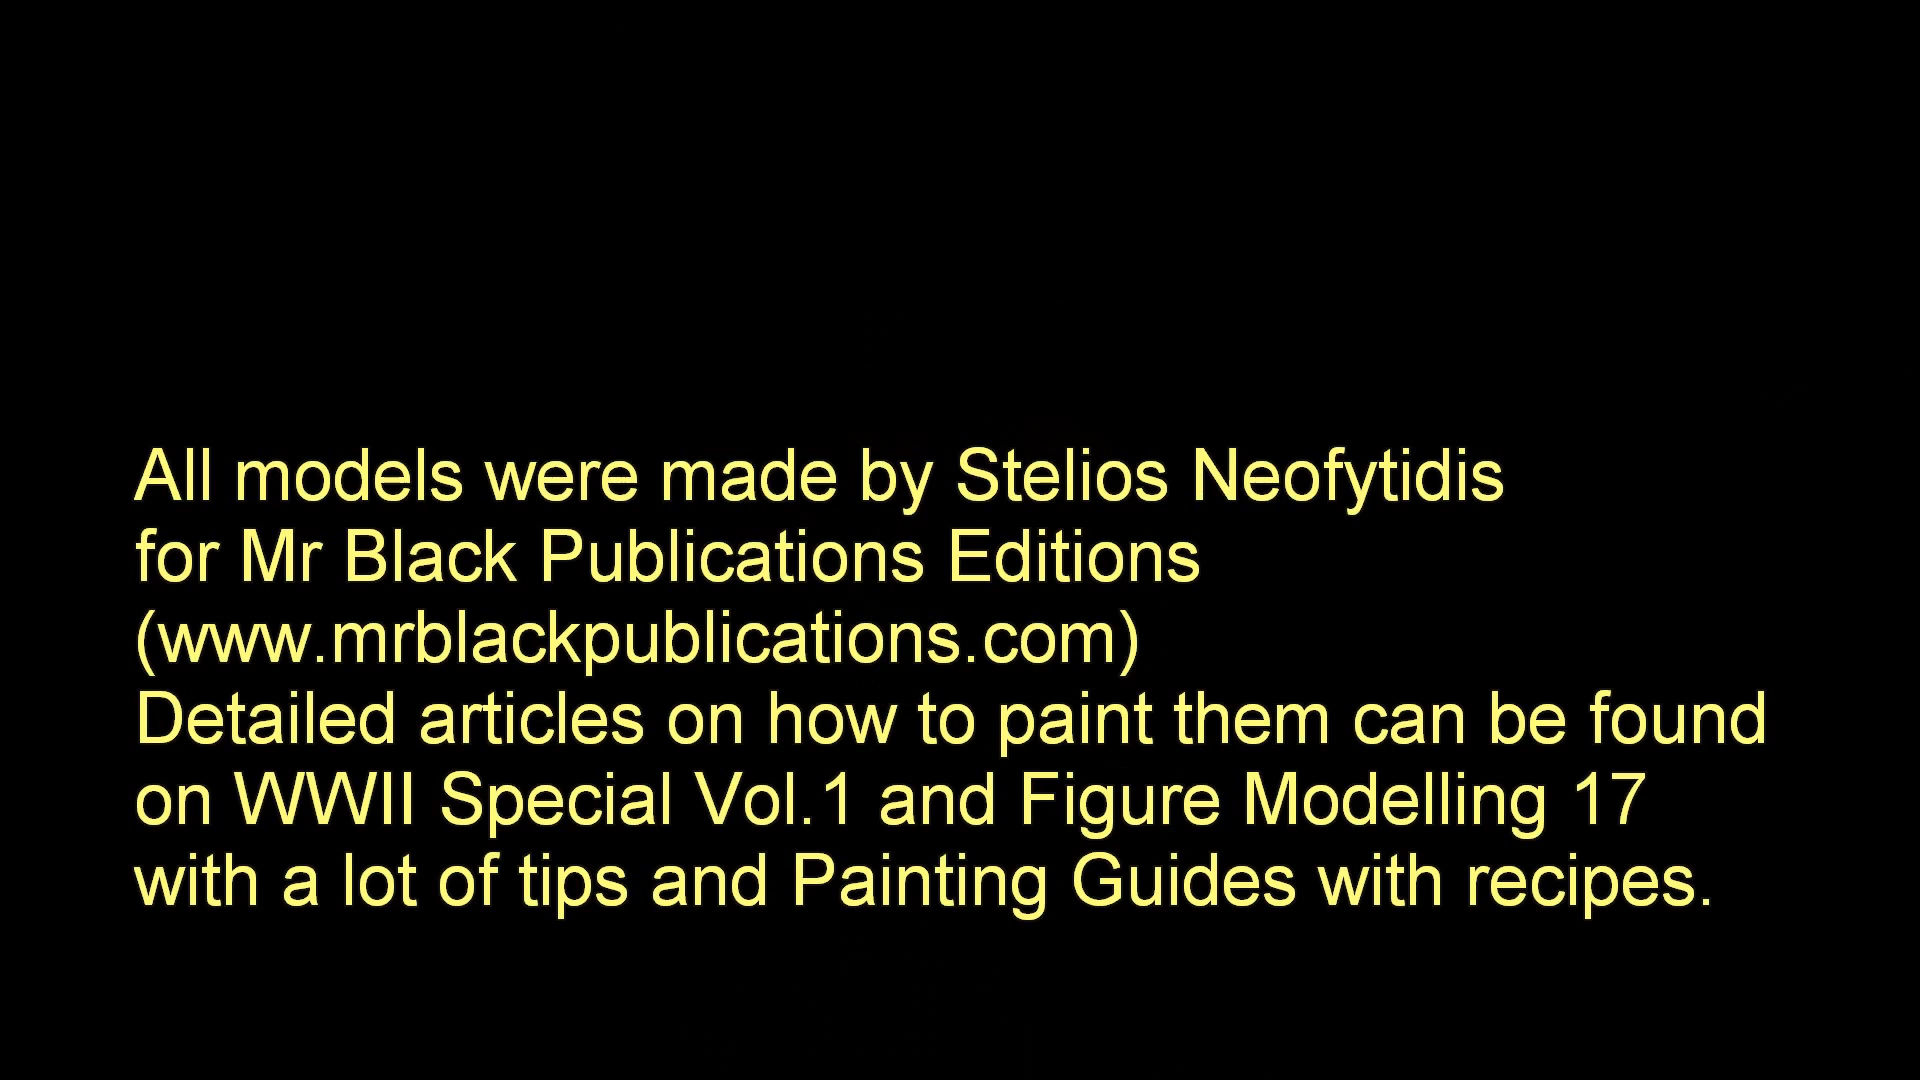 All models were made by Stelios Neofytidis
for Mr Black Publications Editions
(www.mrblackpublications.com)
Detailed articles on how to paint them can be found
on WWII Special Vol.1 and Figure Modelling 17
with a lot of tips and Painting Guides with recipes.